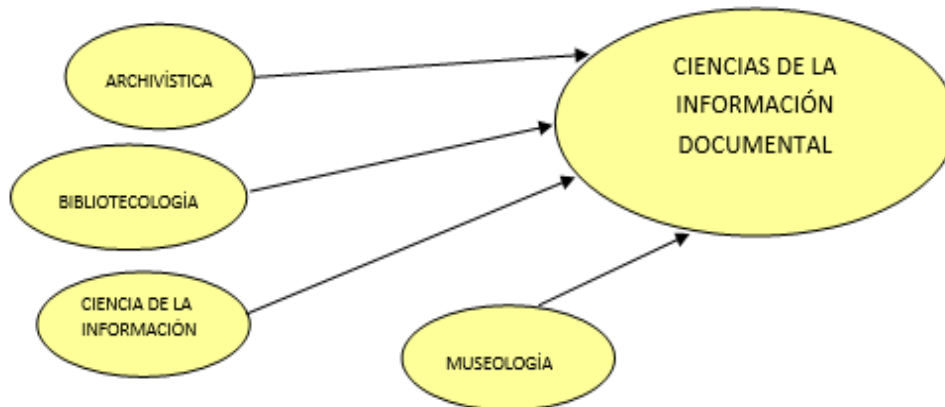 ARCHIVÍSTICA
CIENCIAS DE LA
INFORMACIÓN
DOCUMENTAL
BIBLIOTECOLOGÍA
CIENCIA DE LA
INFORMACIÓN
MUSEOLOGÍA